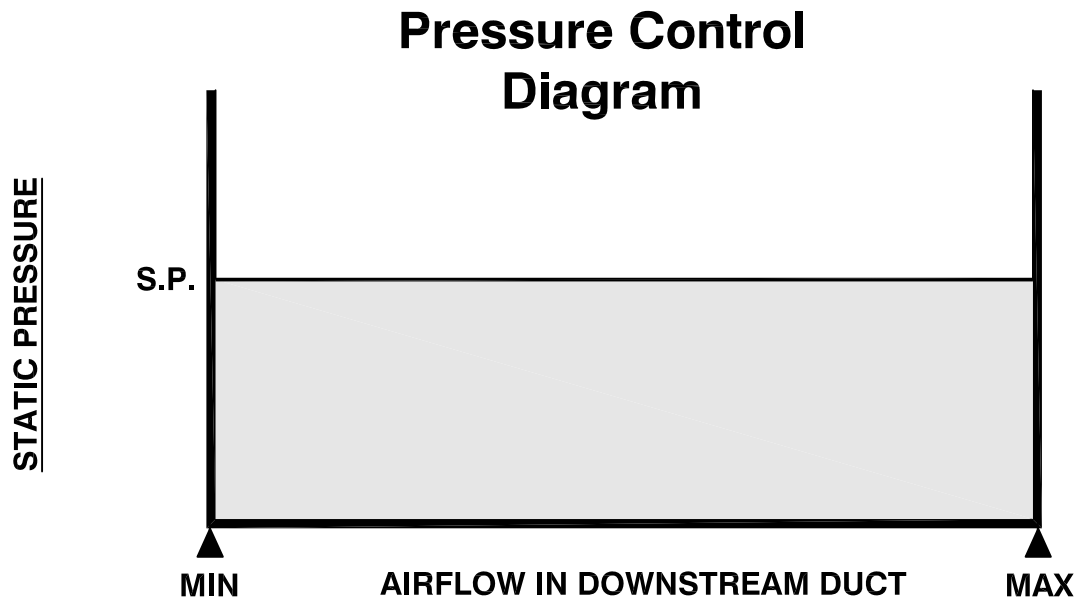 Pressure Control
Diagram
STATIC PRESSURE
S.P.
MIN
AIRFLOW IN DOWNSTREAM DUCT
MAX